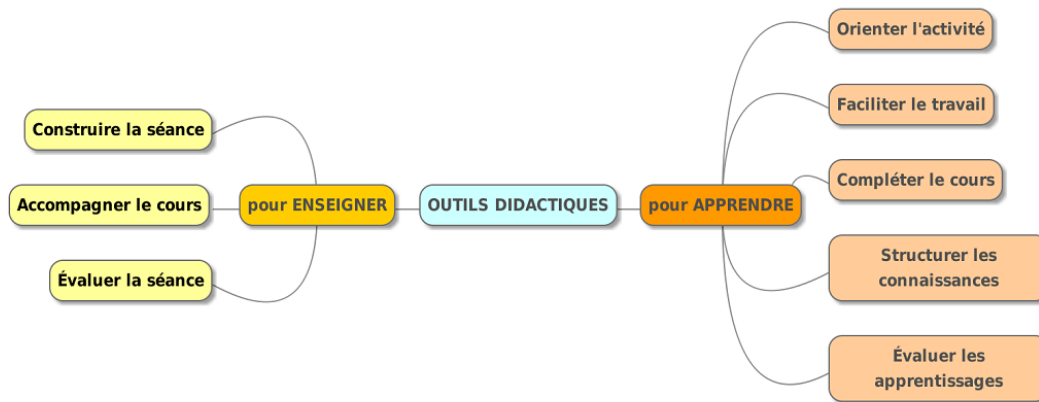 OUTILS DIDACTIQUES
pour ENSEIGNER
Construire la séance
Accompagner le cours
Évaluer la séance
pour APPRENDRE
Orienter l'activité
Faciliter le travail
Compléter le cours
Structurer les
connaissances
Évaluer les
apprentissages